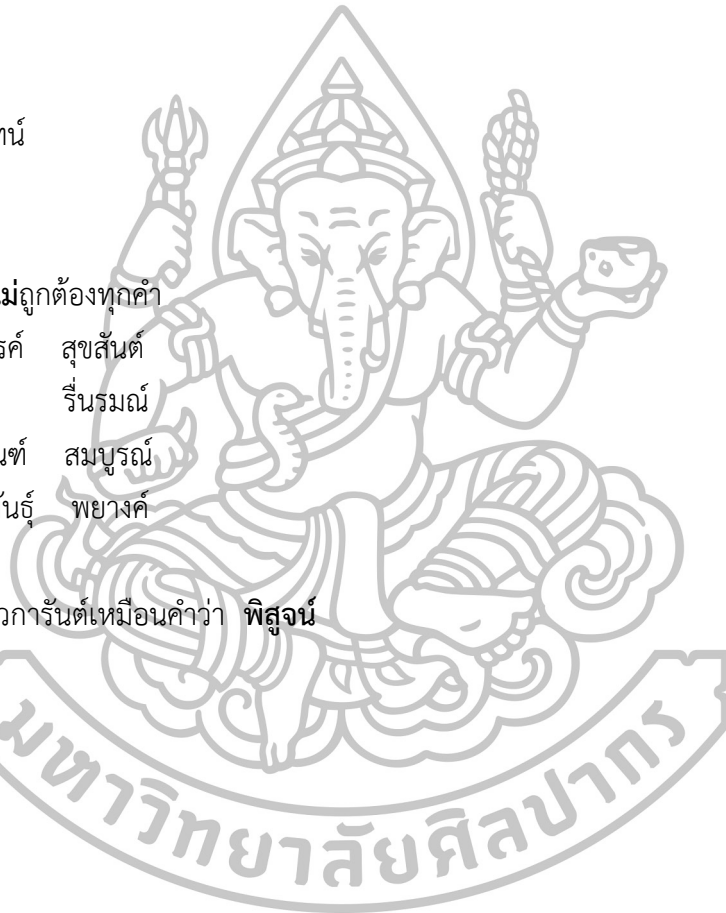 ทน์
ม่ถูกต้องทุกคำ
รค์ สุขสันต์
รื่นรมณ์
นฑ์ สมบูรณ์
พันธุ์ พยางค์
วการันต์เหมือนคำว่า พิสูจน์
มหาวิทยาลัยศิลปากร